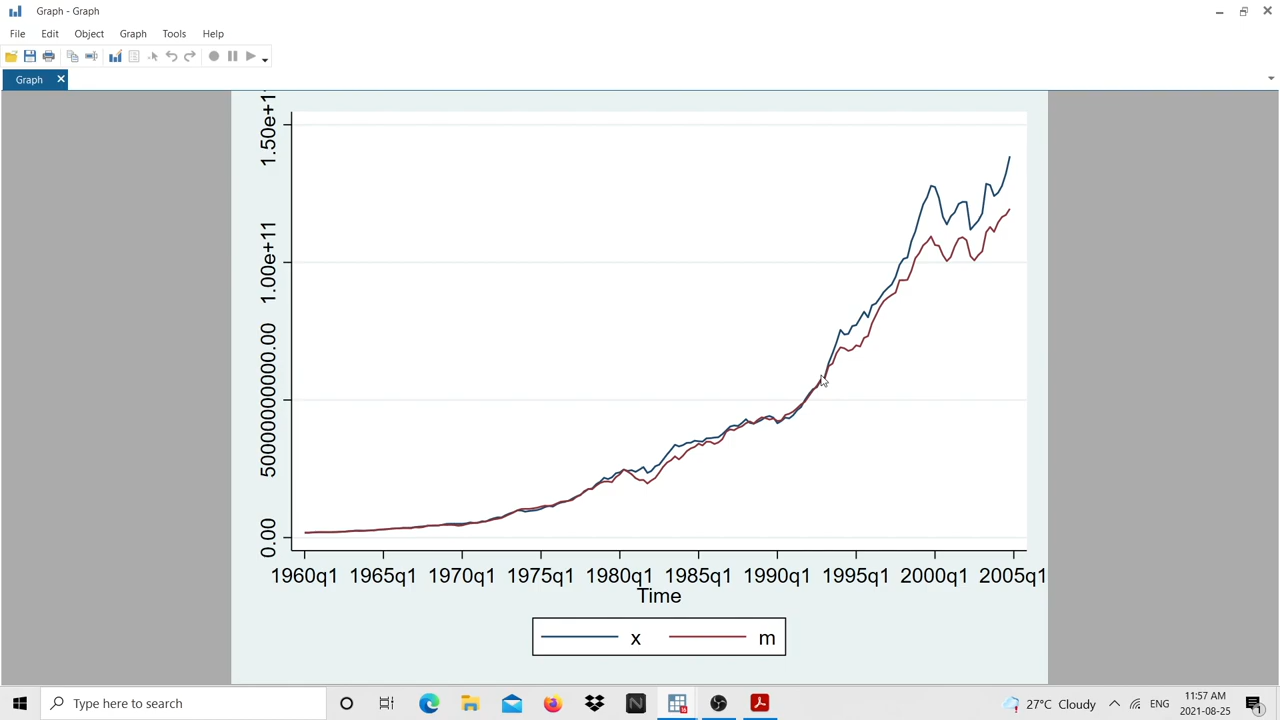 Graph - Graph
File Edit Object Graph Tools Help
Graph
1.50e+1
1.00e+11
50000000000.00
0.00
1960q1 1965q1 1970q1 1975q1 1980q1 1985q1 1990q1 1995q1 2000q1 2005q1
Time
x m
Type here to search
27°C Cloudy
ENG
11:57 AM
2021-08-25
1